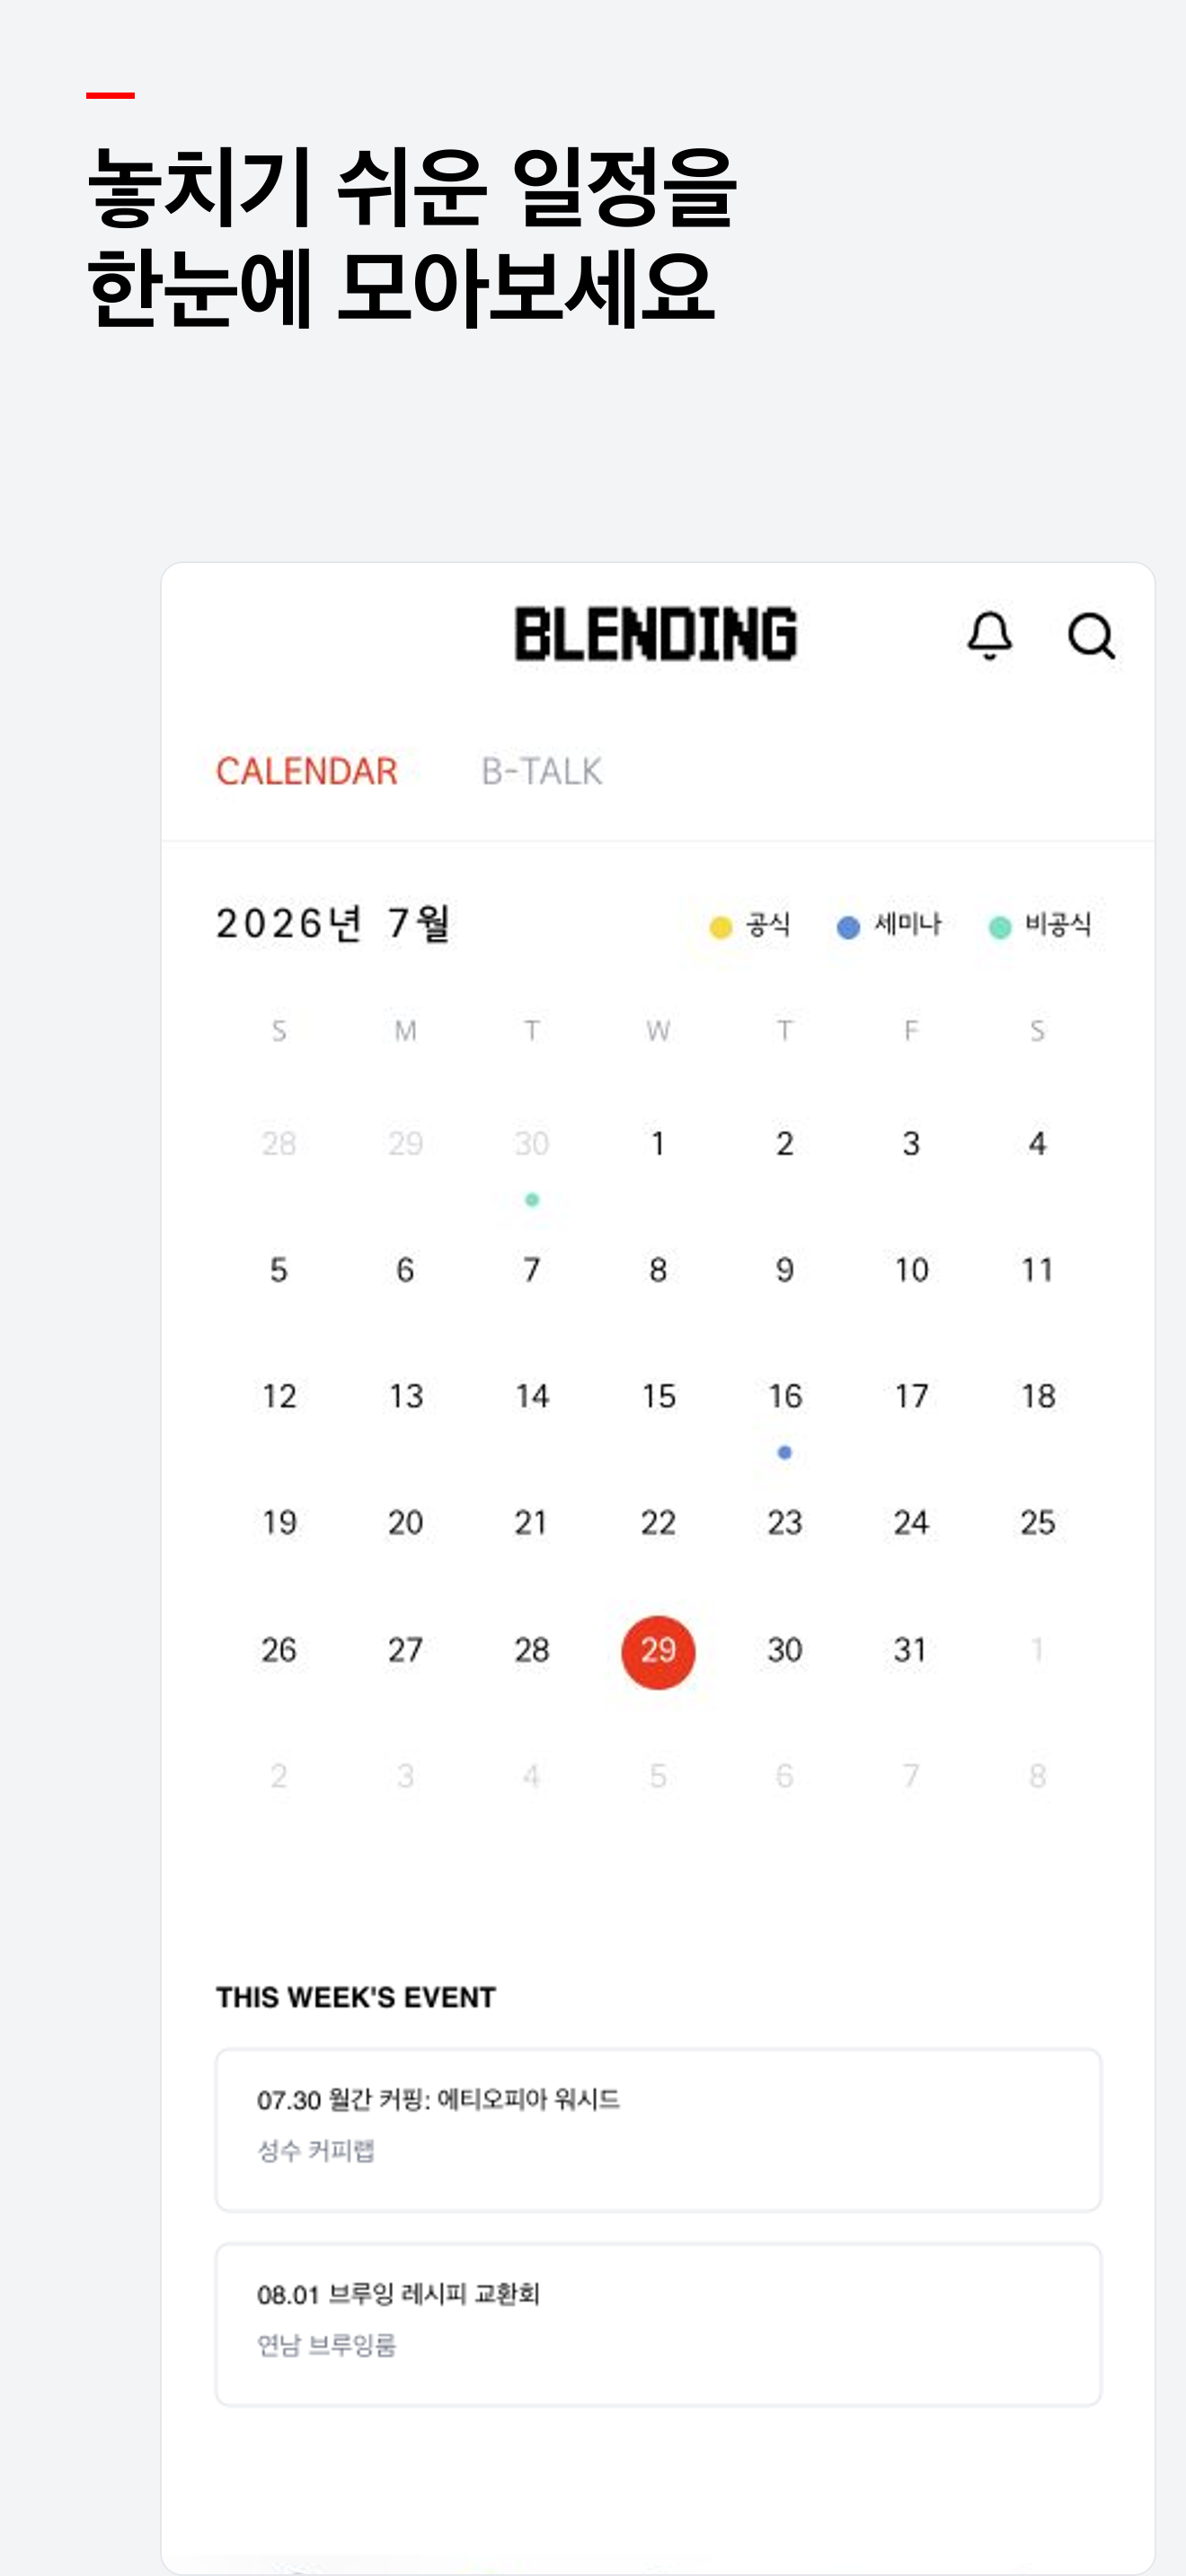 놓치기 쉬운 일정을
한눈에 모아보세요
BLENDING
CALENDAR B-TALK
2026년 7월 공식 세미나 비공식
S M T W T F S
28 29 30 1 2 3 4
5 6 7 8 9 10 11
12 13 14 15 16 17 18
19 20 21 22 23 24 25
26 27 28 29 30 31 1
2 3 4 5 6 7 8
THIS WEEK'S EVENT
07.30 월간 커핑: 에티오피아 워시드
성수 커피랩
08.01 브루잉 레시피 교환회
연남 브루잉룸